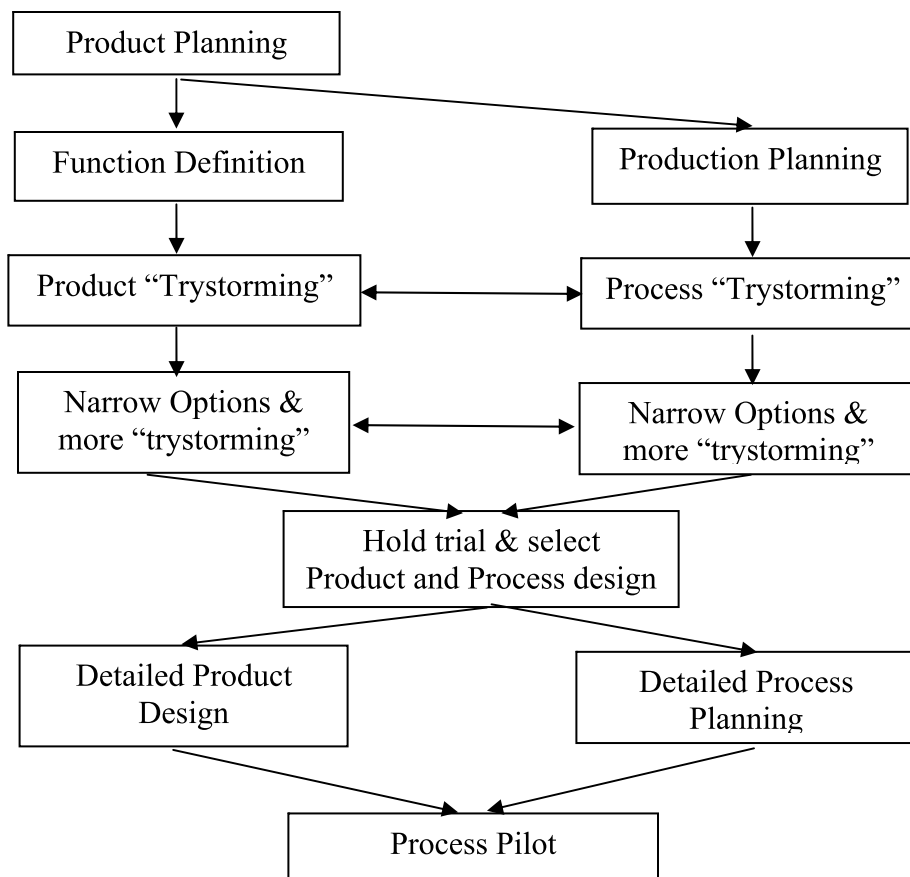 Product Planning
Function Definition
Production Planning
Product “Trystorming”
Process “Trystorming”
Narrow Options &
more “trystorming”
Narrow Options &
more “trystorming”
Hold trial & select
Product and Process design
Detailed Product
Design
Detailed Process
Planning
Process Pilot